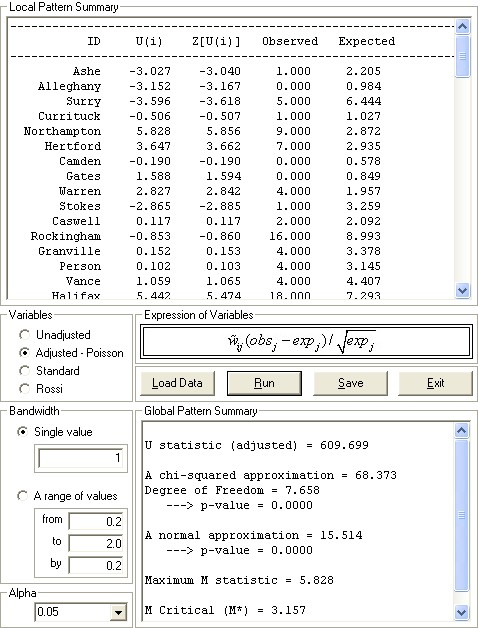 Local Pattern Summary
ID U(i) Z[U(i)] Observed Expected
Ashe -3.027 -3.040 1.000 2.205
Alleghany -3.152 -3.167 0.000 0.984
Surry -3.596 -3.618 5.000 6.444
Currituck -0.506 -0.507 1.000 1.027
Northampton 5.828 5.856 9.000 2.872
Hertford 3.647 3.662 7.000 2.935
Camden -0.190 -0.190 0.000 0.578
Gates 1.588 1.594 0.000 0.849
Warren 2.827 2.842 4.000 1.957
Stokes -2.865 -2.885 1.000 3.259
Caswell 0.117 0.117 2.000 2.092
Rockingham -0.853 -0.860 16.000 8.993
Granville 0.152 0.153 4.000 3.378
Person 0.102 0.103 4.000 3.145
Vance 1.059 1.065 4.000 4.407
Halifax 5.442 5.474 18.000 7.293
Variables
Unadjusted
Adjusted - Poisson
Standard
Rossi
Expression of Variables
w̃ij (obsj − expj) / √expj
Load Data Run Save Exit
Bandwidth
Single value
1
A range of values
from 0.2
to 2.0
by 0.2
Alpha
0.05
Global Pattern Summary
U statistic (adjusted) = 609.699
A chi-squared approximation = 68.373
Degree of Freedom = 7.658
---> p-value = 0.0000
A normal approximation = 15.514
---> p-value = 0.0000
Maximum M statistic = 5.828
M Critical (M*) = 3.157